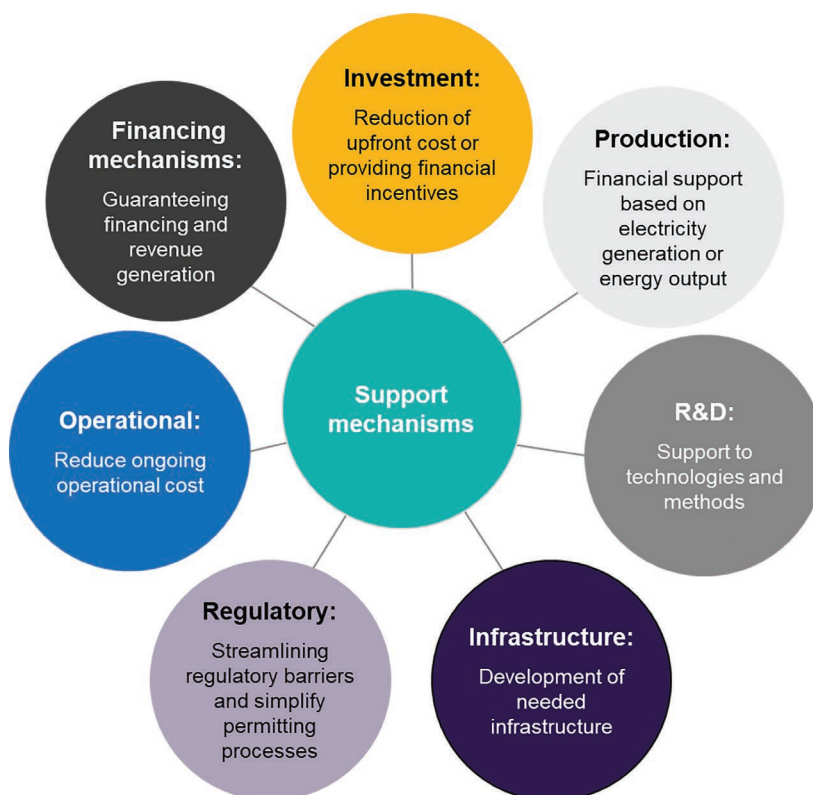 Investment:
Reduction of
upfront cost or
providing financial
incentives
Financing
mechanisms:
Guaranteeing
financing and
revenue
generation
Production:
Financial support
based on
electricity
generation or
energy output
Support
mechanisms
Operational:
Reduce ongoing
operational cost
R&D:
Support to
technologies and
methods
Regulatory:
Streamlining
regulatory barriers
and simplify
permitting
processes
Infrastructure:
Development of
needed
infrastructure